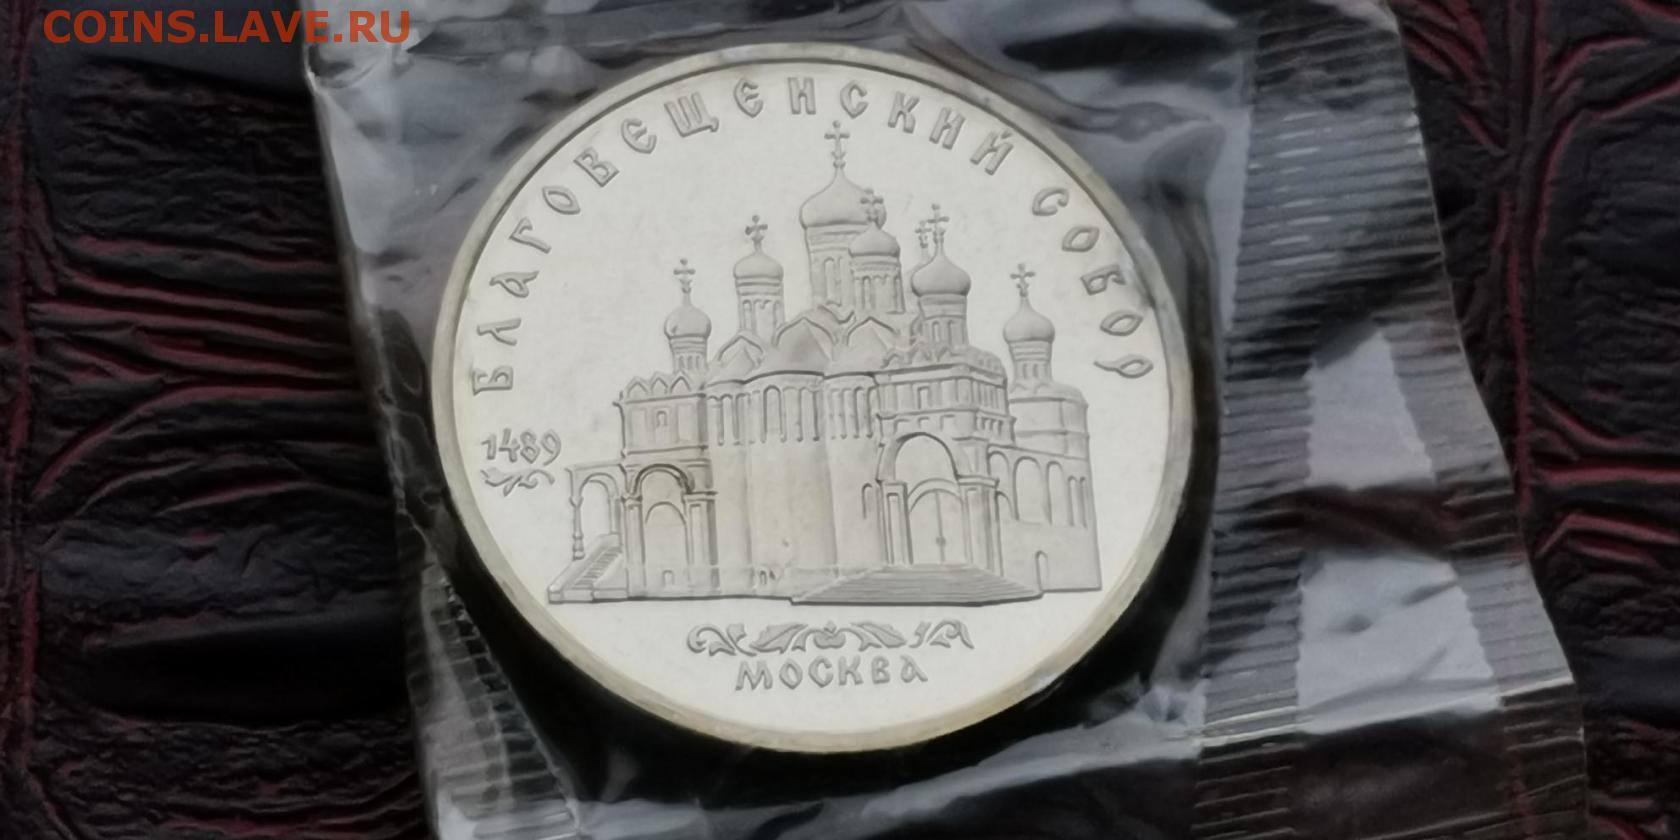 COINS.LAVE.RU
БЛАГОВЕЩЕНСКИЙ СОБОР
1489
МОСКВА